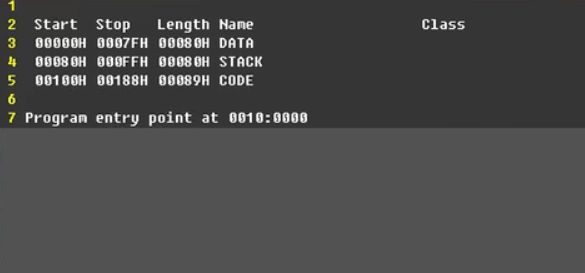 1
2 Start Stop Length Name Class
3 00000H 0007FH 00080H DATA
4 00080H 000FFH 00080H STACK
5 00100H 00188H 00089H CODE
6
7 Program entry point at 0010:0000